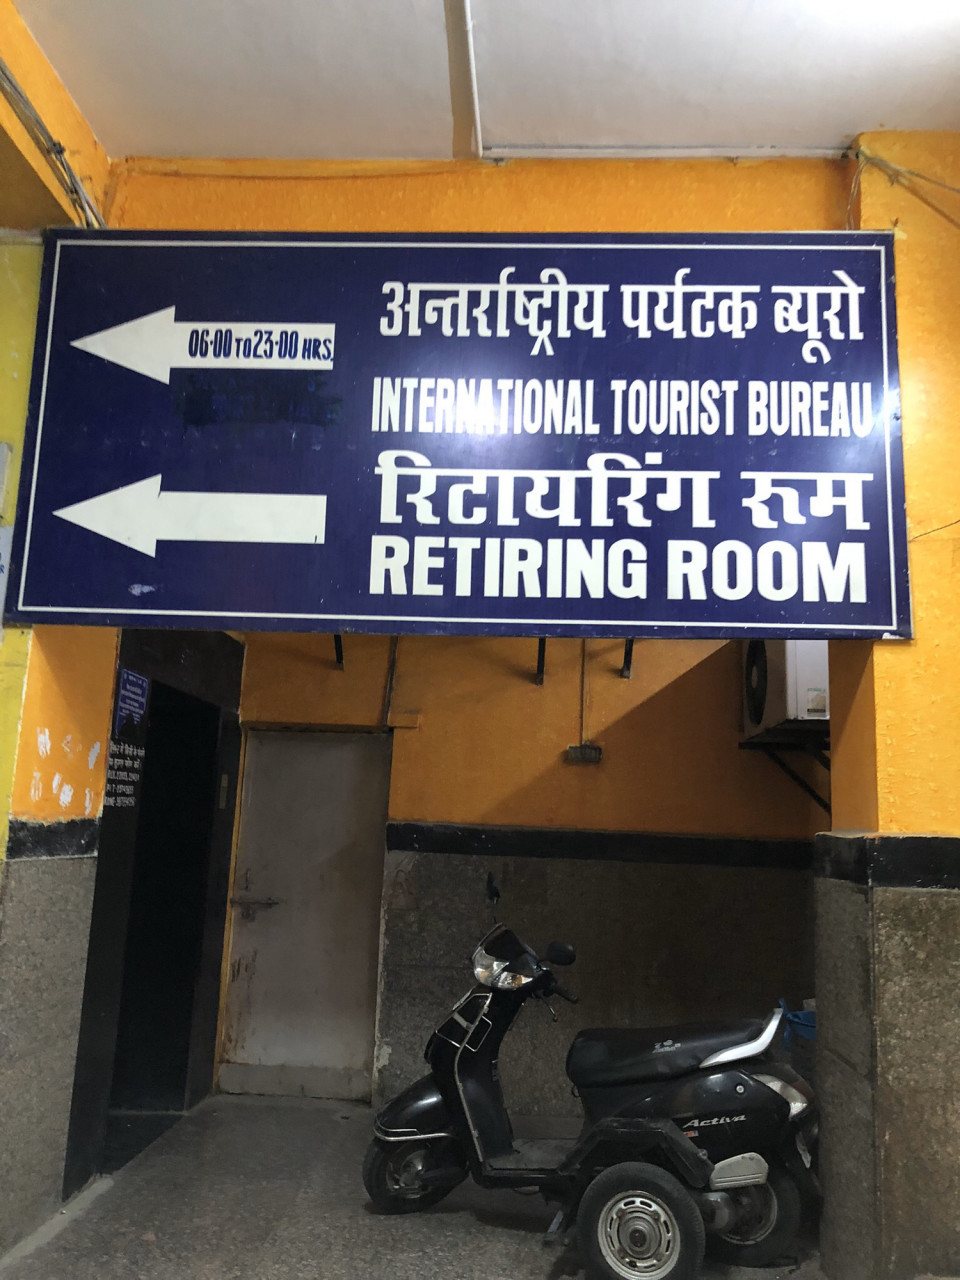 अन्तर्राष्ट्रीय पर्यटक ब्यूरो
06·00 TO 23·00 HRS.
INTERNATIONAL TOURIST BUREAU
रिटायरिंग रूम
RETIRING ROOM
Activa